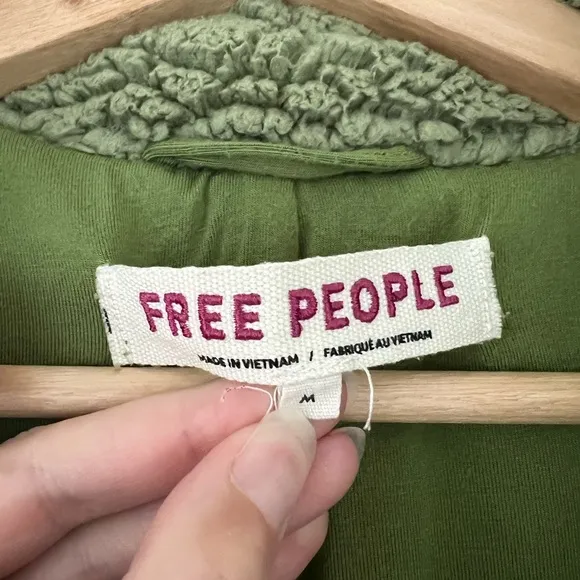 FREE PEOPLE
MADE IN VIETNAM / FABRIQUÉ AU VIETNAM
M